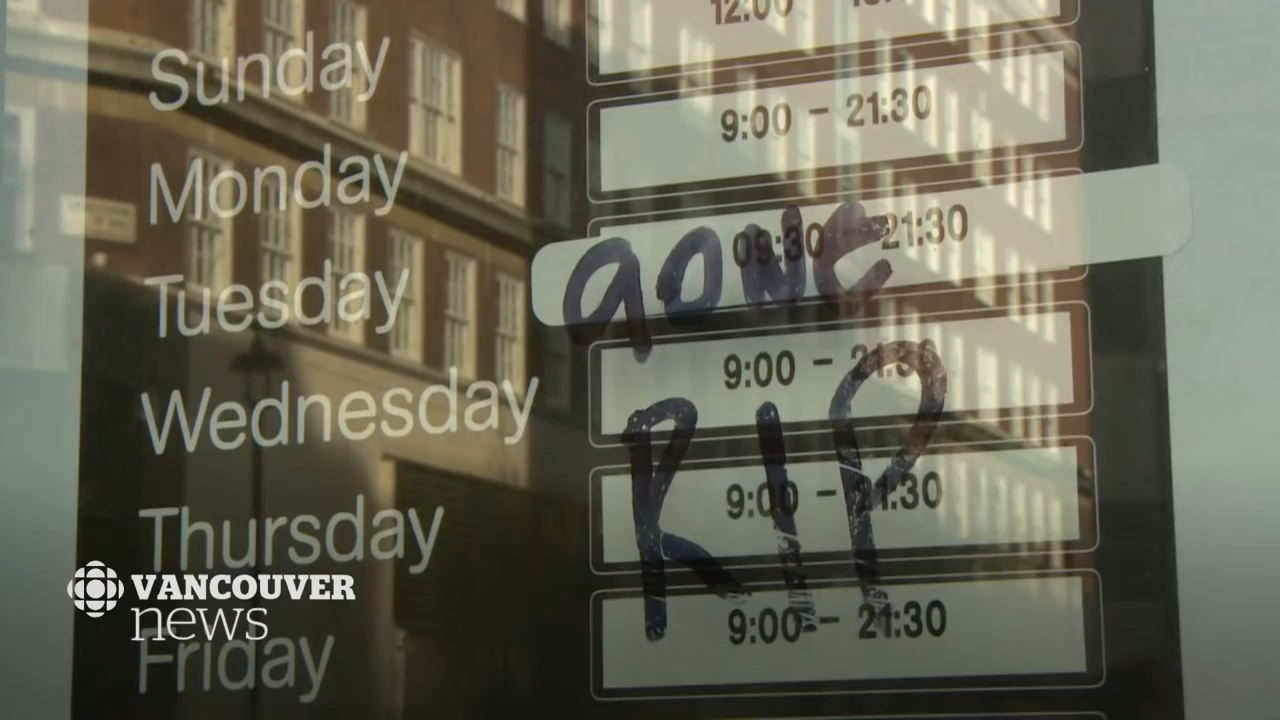 12:00
Sunday 9:00 – 21:30
Monday 09:30 21:30
gone
Tuesday 9:00 – 21:30
Wednesday 9:00 – 21:30
RIP
Thursday 9:00 – 21:30
Friday
VANCOUVER
news